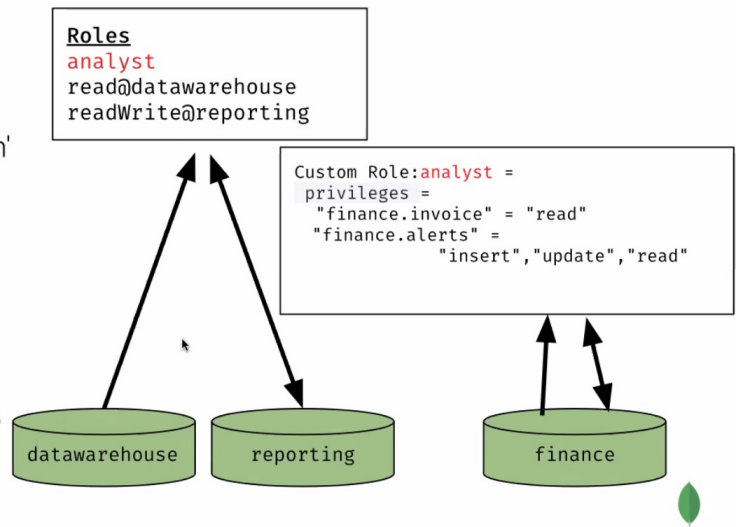 Roles
analyst
read@datawarehouse
readWrite@reporting
n'
Custom Role:analyst =
privileges =
"finance.invoice" = "read"
"finance.alerts" =
"insert","update","read"
datawarehouse
reporting
finance